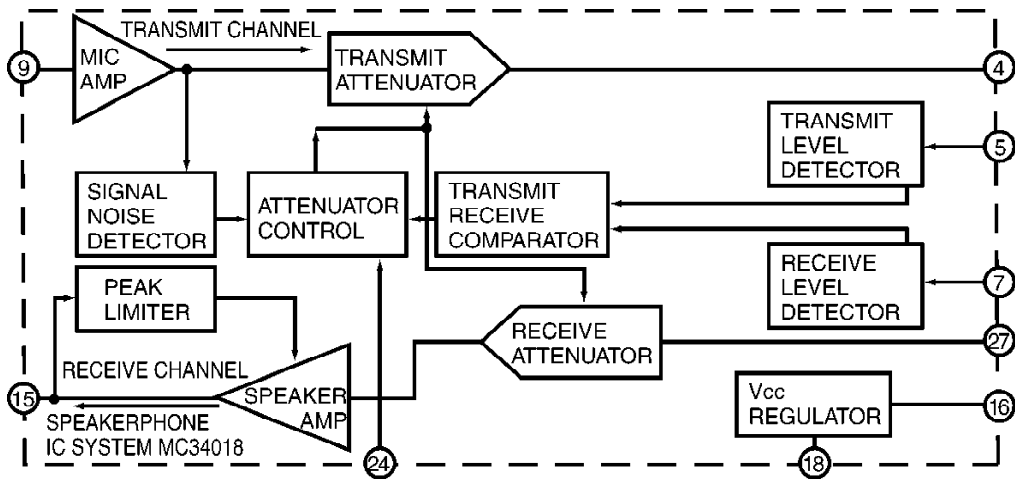 TRANSMIT CHANNEL
9
MIC
AMP
TRANSMIT
ATTENUATOR
4
TRANSMIT
LEVEL
DETECTOR
5
SIGNAL
NOISE
DETECTOR
ATTENUATOR
CONTROL
TRANSMIT
RECEIVE
COMPARATOR
PEAK
LIMITER
RECEIVE
LEVEL
DETECTOR
7
RECEIVE
ATTENUATOR
27
RECEIVE CHANNEL
15
SPEAKER
AMP
SPEAKERPHONE
IC SYSTEM MC34018
Vcc
REGULATOR
16
24
18